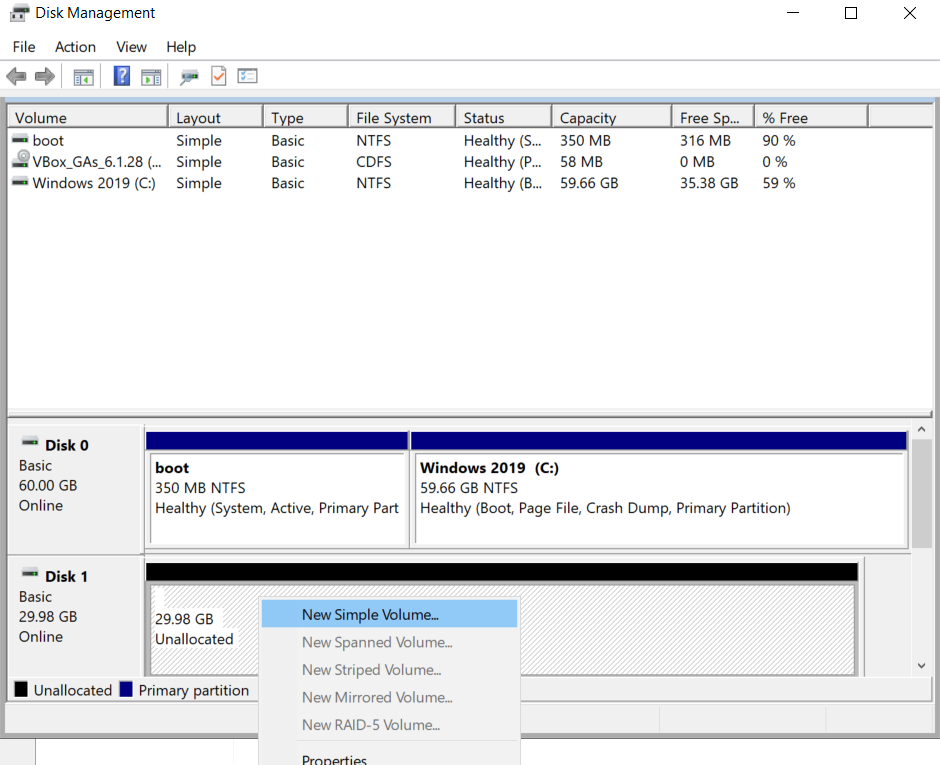 Disk Management
File Action View Help
Volume Layout Type File System Status Capacity Free Sp... % Free
boot Simple Basic NTFS Healthy (S... 350 MB 316 MB 90 %
VBox_GAs_6.1.28 (... Simple Basic CDFS Healthy (P... 58 MB 0 MB 0 %
Windows 2019 (C:) Simple Basic NTFS Healthy (B... 59.66 GB 35.38 GB 59 %
Disk 0
Basic
60.00 GB
Online
boot
350 MB NTFS
Healthy (System, Active, Primary Part
Windows 2019 (C:)
59.66 GB NTFS
Healthy (Boot, Page File, Crash Dump, Primary Partition)
Disk 1
Basic
29.98 GB
Online
29.98 GB
Unallocated
New Simple Volume...
New Spanned Volume...
New Striped Volume...
New Mirrored Volume...
New RAID-5 Volume...
Properties
Unallocated Primary partition